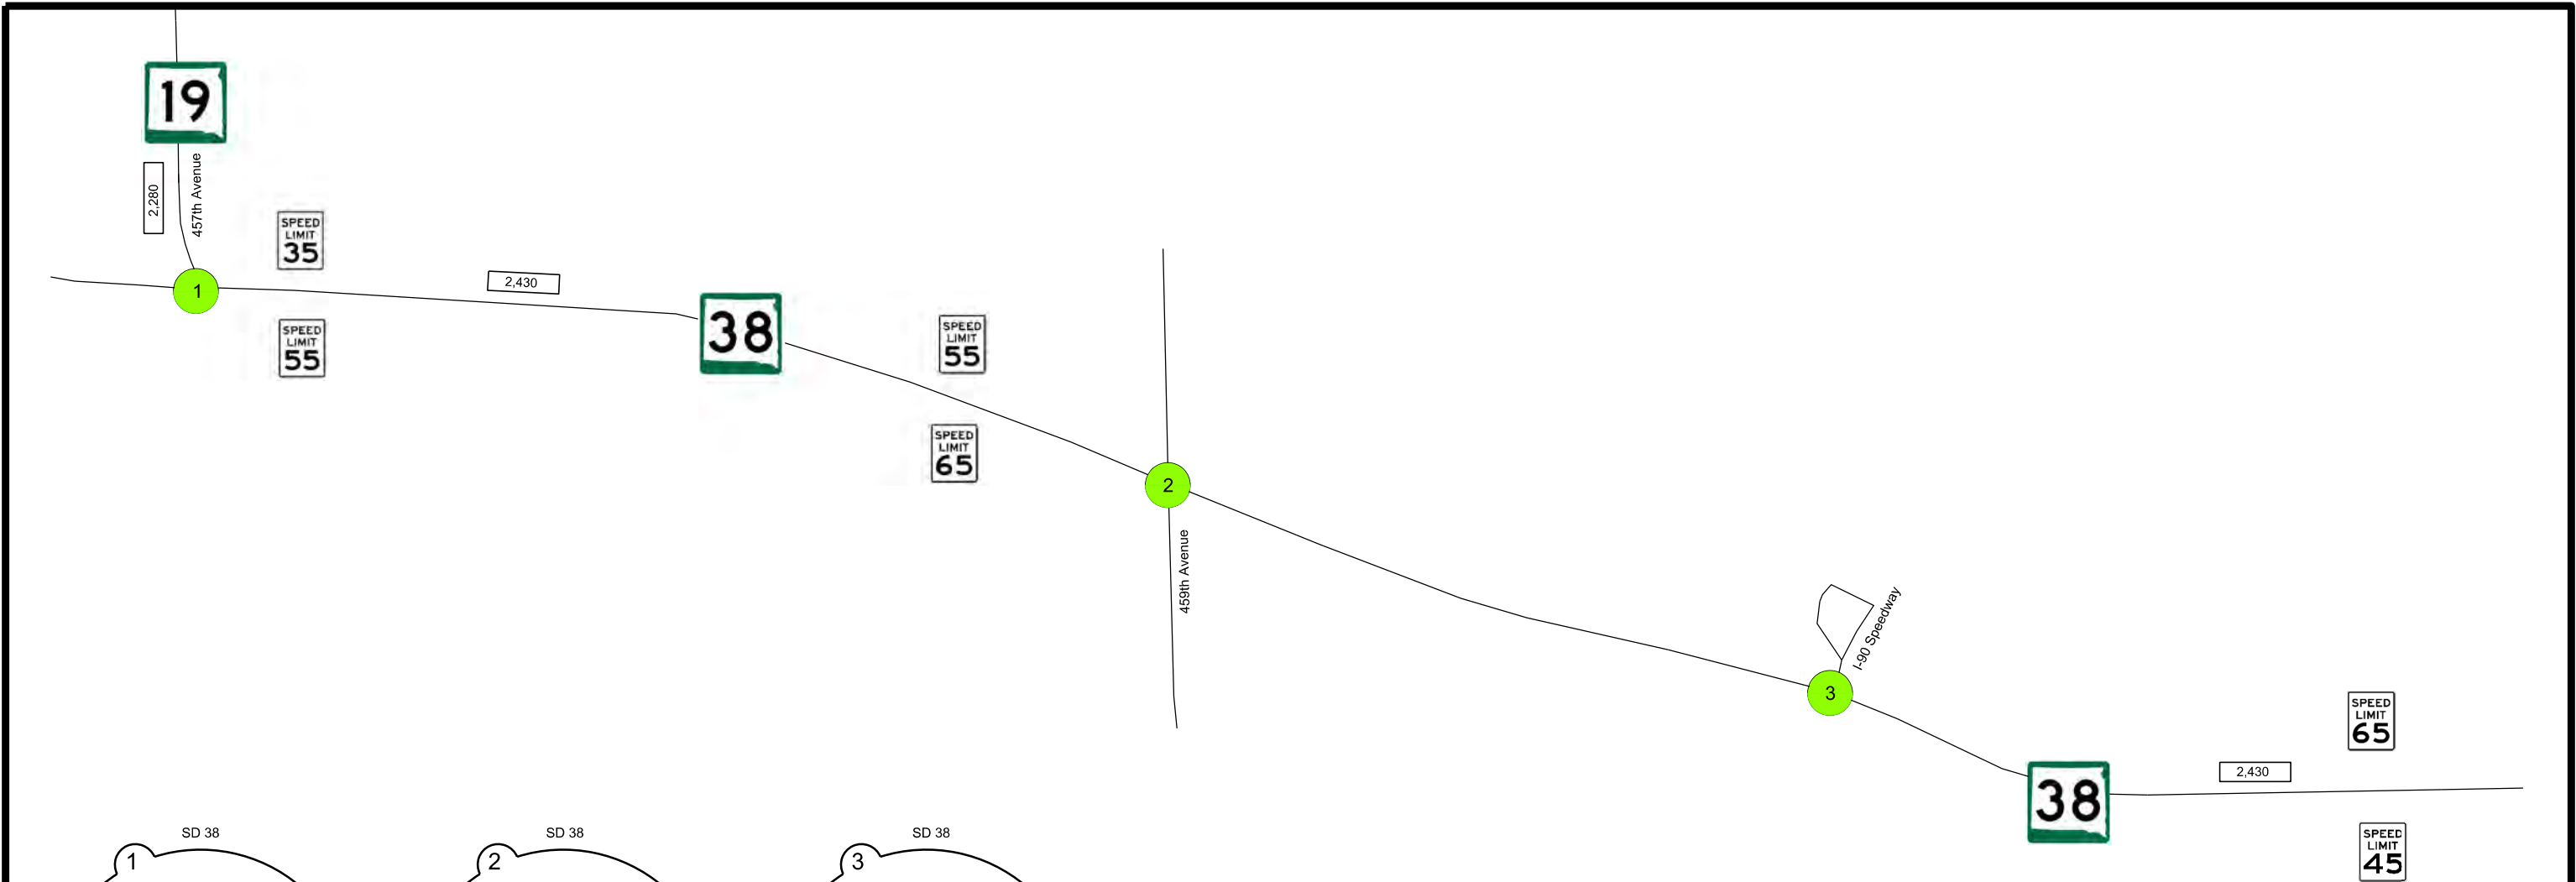 19
2,280
457th Avenue
SPEED
LIMIT
35
1
2,430
SPEED
LIMIT
55
38
SPEED
LIMIT
55
SPEED
LIMIT
65
2
459th Avenue
I-90 Speedway
3
SPEED
LIMIT
65
38
2,430
SPEED
LIMIT
45
SD 38
1
SD 38
2
SD 38
3